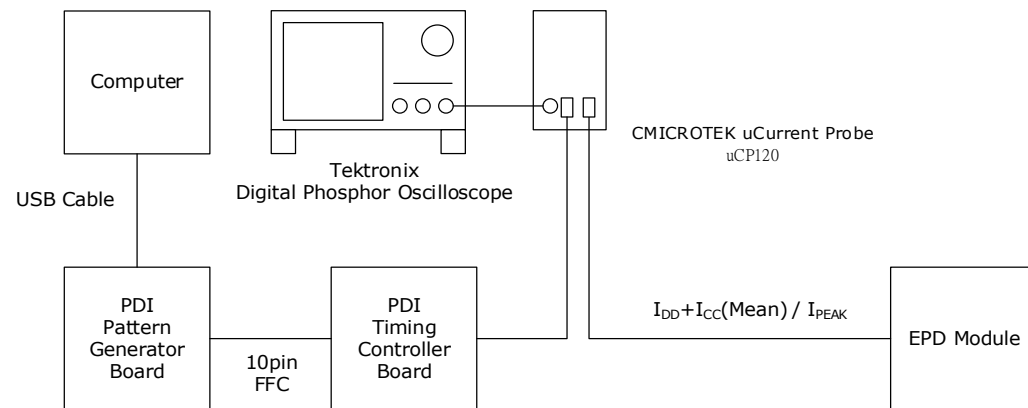 Computer
CMICROTEK uCurrent Probe
uCP120
Tektronix
Digital Phosphor Oscilloscope
USB Cable
PDI
Pattern
Generator
Board
10pin
FFC
PDI
Timing
Controller
Board
IDD+ICC(Mean) / IPEAK
EPD Module